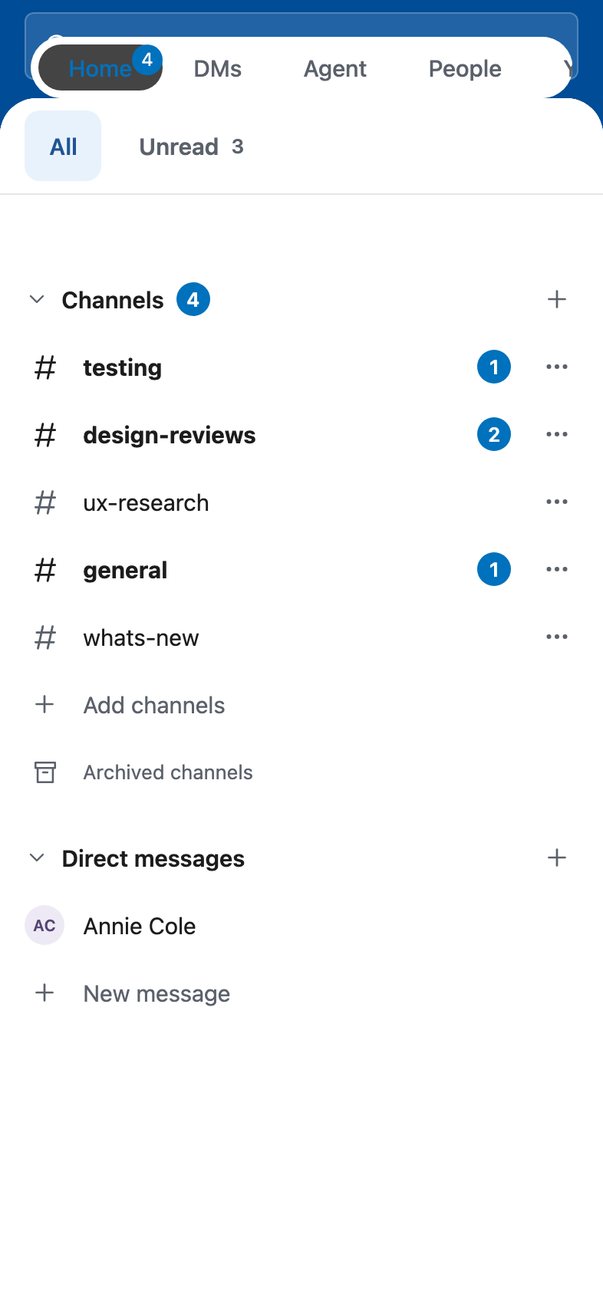 Home 4 DMs Agent People
All Unread 3
Channels 4
# testing 1
# design-reviews 2
# ux-research
# general 1
# whats-new
Add channels
Archived channels
Direct messages
AC Annie Cole
New message